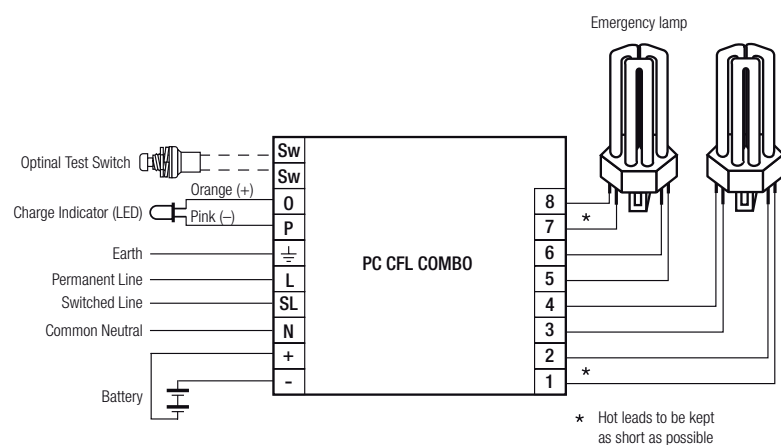 Emergency lamp
Optinal Test Switch
Sw
Sw
Orange (+)
O
8
Charge Indicator (LED)
Pink (–)
P
7
*
Earth
6
PC CFL COMBO
Permanent Line
L
5
Switched Line
SL
4
Common Neutral
N
3
+
2
Battery
-
1
*
* Hot leads to be kept
as short as possible